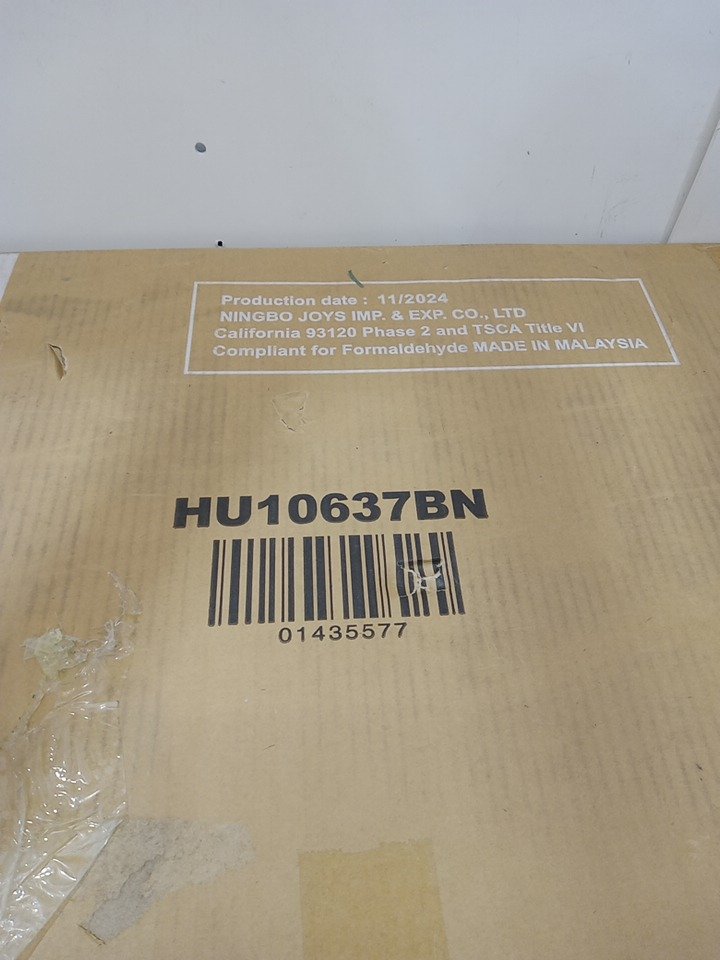 Production date : 11/2024
NINGBO JOYS IMP. & EXP. CO., LTD
California 93120 Phase 2 and TSCA Title VI
Compliant for Formaldehyde MADE IN MALAYSIA
HU10637BN
01435577